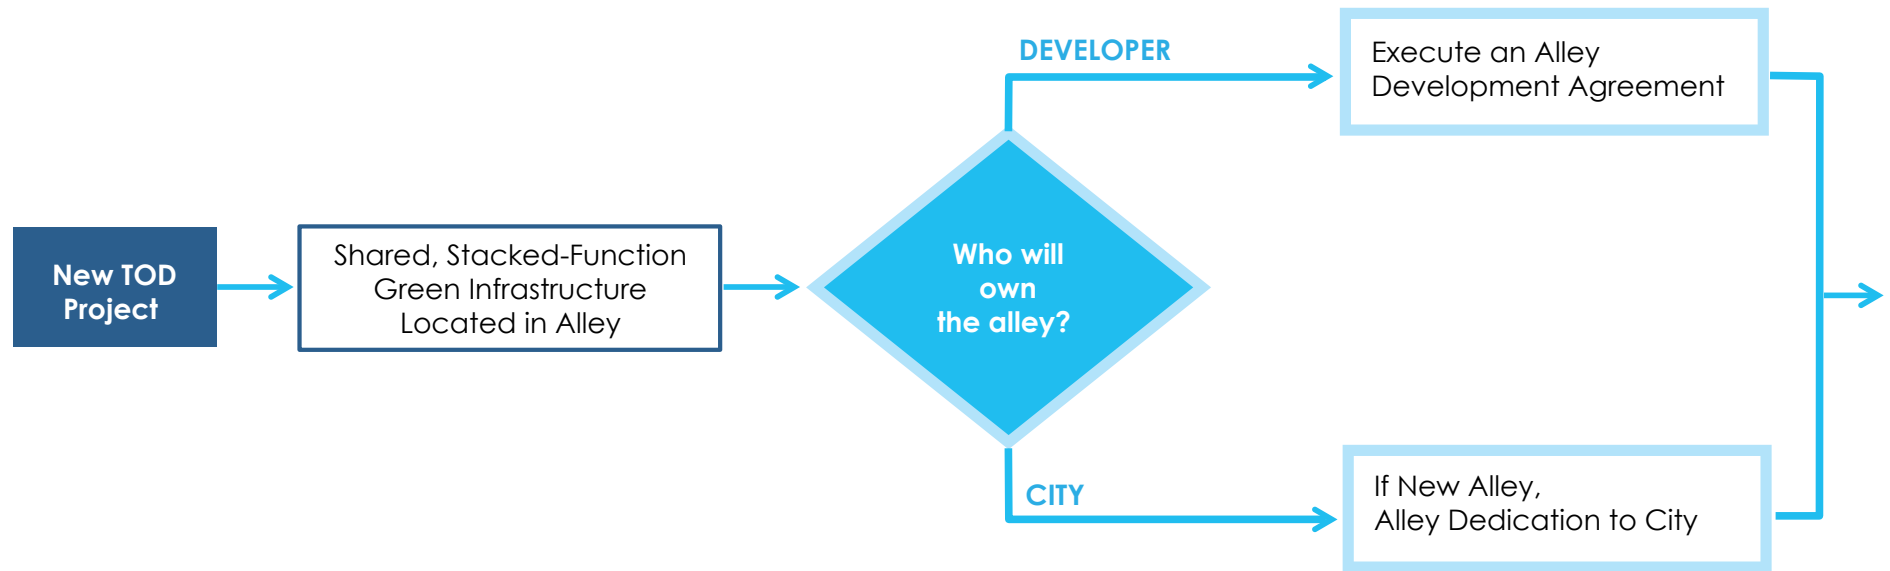 New TOD
Project
Shared, Stacked-Function
Green Infrastructure
Located in Alley
Who will
own
the alley?
DEVELOPER
Execute an Alley
Development Agreement
CITY
If New Alley,
Alley Dedication to City